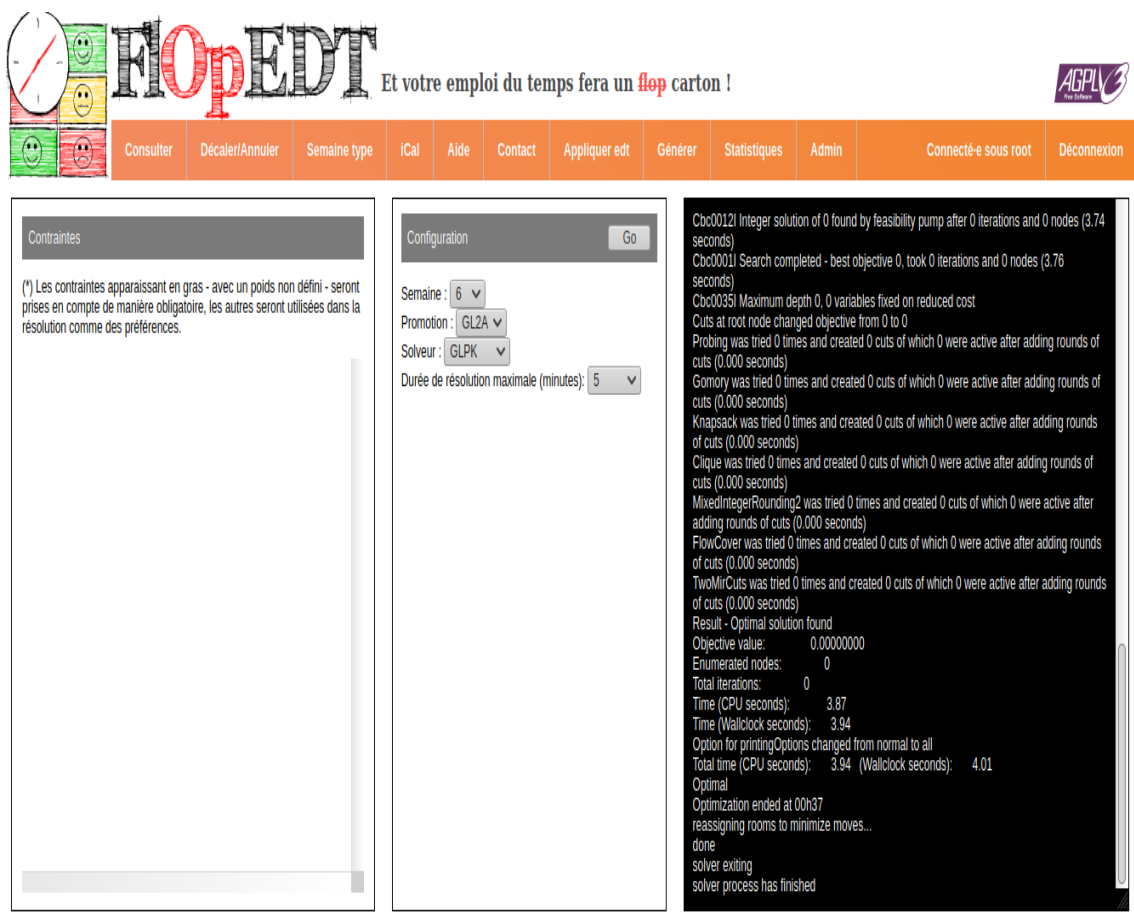 FlOpEDT
Et votre emploi du temps fera un flop carton !
AGPLV3
Free Software
Consulter
Décaler/Annuler
Semaine type
iCal
Aide
Contact
Appliquer edt
Générer
Statistiques
Admin
Connecté·e sous root
Déconnexion
Contraintes
(*) Les contraintes apparaissant en gras - avec un poids non défini - seront
prises en compte de manière obligatoire, les autres seront utilisées dans la
résolution comme des préférences.
Configuration
Go
Semaine : 6
Promotion : GL2A
Solveur : GLPK
Durée de résolution maximale (minutes): 5
Cbc0012I Integer solution of 0 found by feasibility pump after 0 iterations and 0 nodes (3.74
seconds)
Cbc0001I Search completed - best objective 0, took 0 iterations and 0 nodes (3.76
seconds)
Cbc0035I Maximum depth 0, 0 variables fixed on reduced cost
Cuts at root node changed objective from 0 to 0
Probing was tried 0 times and created 0 cuts of which 0 were active after adding rounds of
cuts (0.000 seconds)
Gomory was tried 0 times and created 0 cuts of which 0 were active after adding rounds of
cuts (0.000 seconds)
Knapsack was tried 0 times and created 0 cuts of which 0 were active after adding rounds
of cuts (0.000 seconds)
Clique was tried 0 times and created 0 cuts of which 0 were active after adding rounds of
cuts (0.000 seconds)
MixedIntegerRounding2 was tried 0 times and created 0 cuts of which 0 were active after
adding rounds of cuts (0.000 seconds)
FlowCover was tried 0 times and created 0 cuts of which 0 were active after adding rounds
of cuts (0.000 seconds)
TwoMirCuts was tried 0 times and created 0 cuts of which 0 were active after adding rounds
of cuts (0.000 seconds)
Result - Optimal solution found
Objective value: 0.00000000
Enumerated nodes: 0
Total iterations: 0
Time (CPU seconds): 3.87
Time (Wallclock seconds): 3.94
Option for printingOptions changed from normal to all
Total time (CPU seconds): 3.94 (Wallclock seconds): 4.01
Optimal
Optimization ended at 00h37
reassigning rooms to minimize moves...
done
solver exiting
solver process has finished